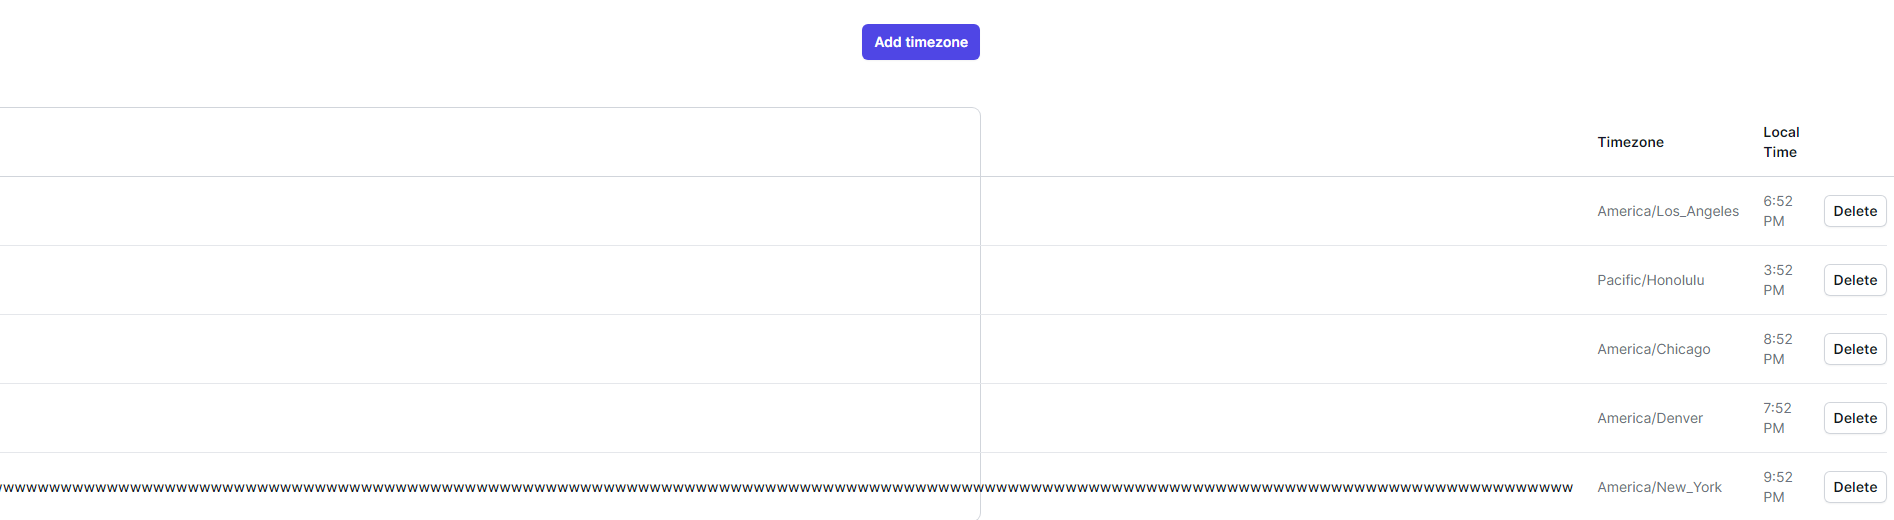 Add timezone
Timezone
Local
Time
America/Los_Angeles
6:52
PM
Delete
Pacific/Honolulu
3:52
PM
Delete
America/Chicago
8:52
PM
Delete
America/Denver
7:52
PM
Delete
America/New_York
9:52
PM
Delete